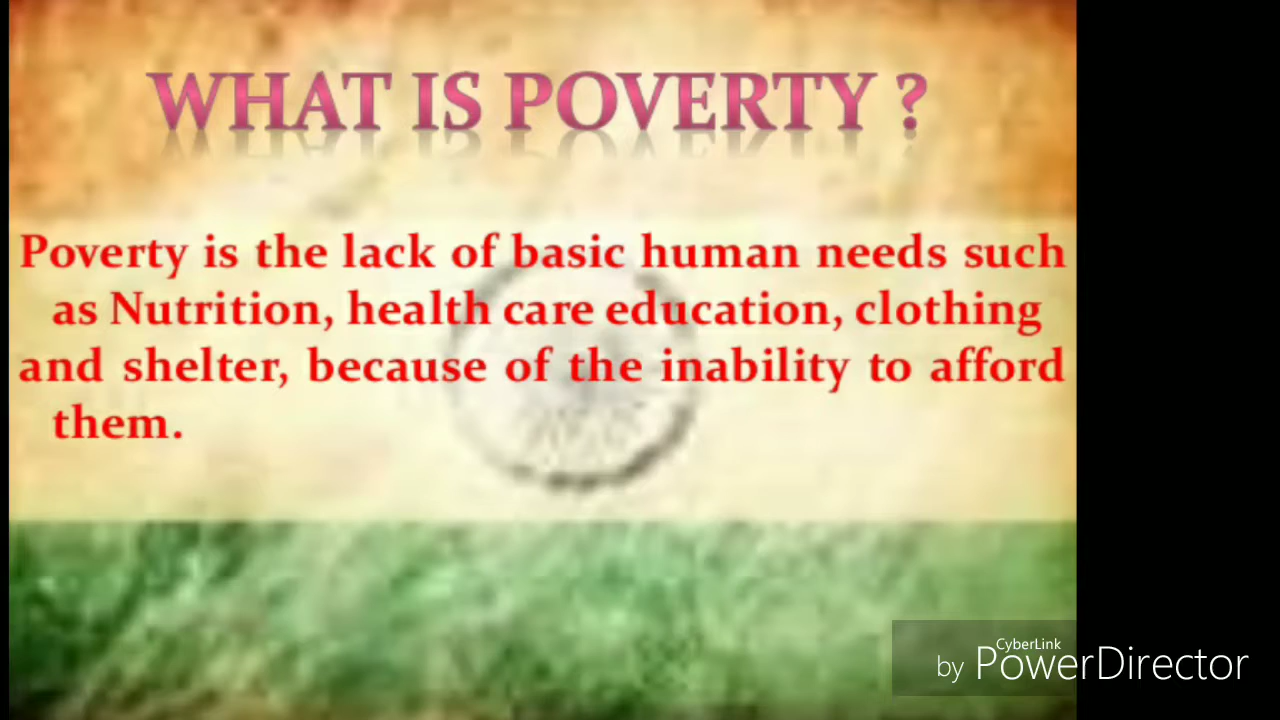 WHAT IS POVERTY ?
Poverty is the lack of basic human needs such
as Nutrition, health care education, clothing
and shelter, because of the inability to afford
them.
CyberLink
by PowerDirector